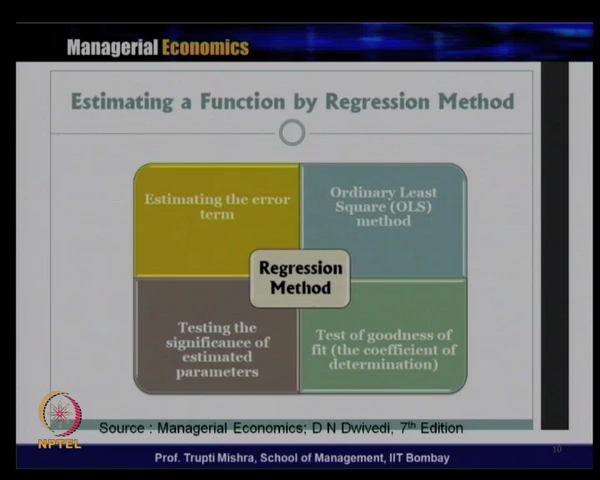 Managerial Economics
Estimating a Function by Regression Method
Estimating the error
term
Ordinary Least
Square (OLS)
method
Regression
Method
Testing the
significance of
estimated
parameters
Test of goodness of
fit (the coefficient of
determination)
Source : Managerial Economics; D N Dwivedi, 7th Edition
NPTEL
Prof. Trupti Mishra, School of Management, IIT Bombay
10